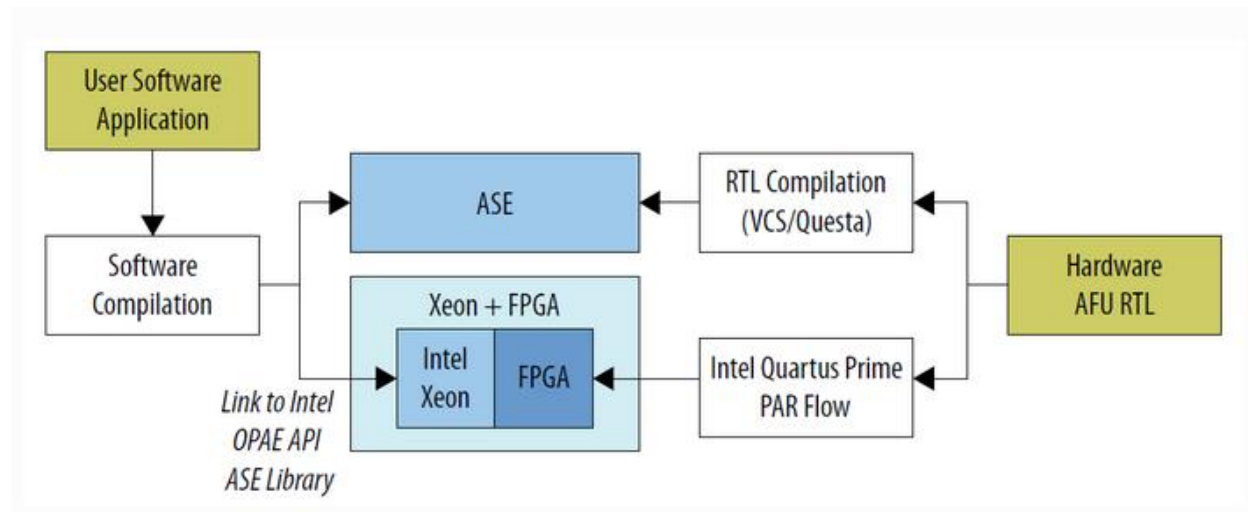 User Software
Application
Software
Compilation
ASE
RTL Compilation
(VCS/Questa)
Hardware
AFU RTL
Xeon + FPGA
Intel
Xeon
FPGA
Intel Quartus Prime
PAR Flow
Link to Intel
OPAE API
ASE Library